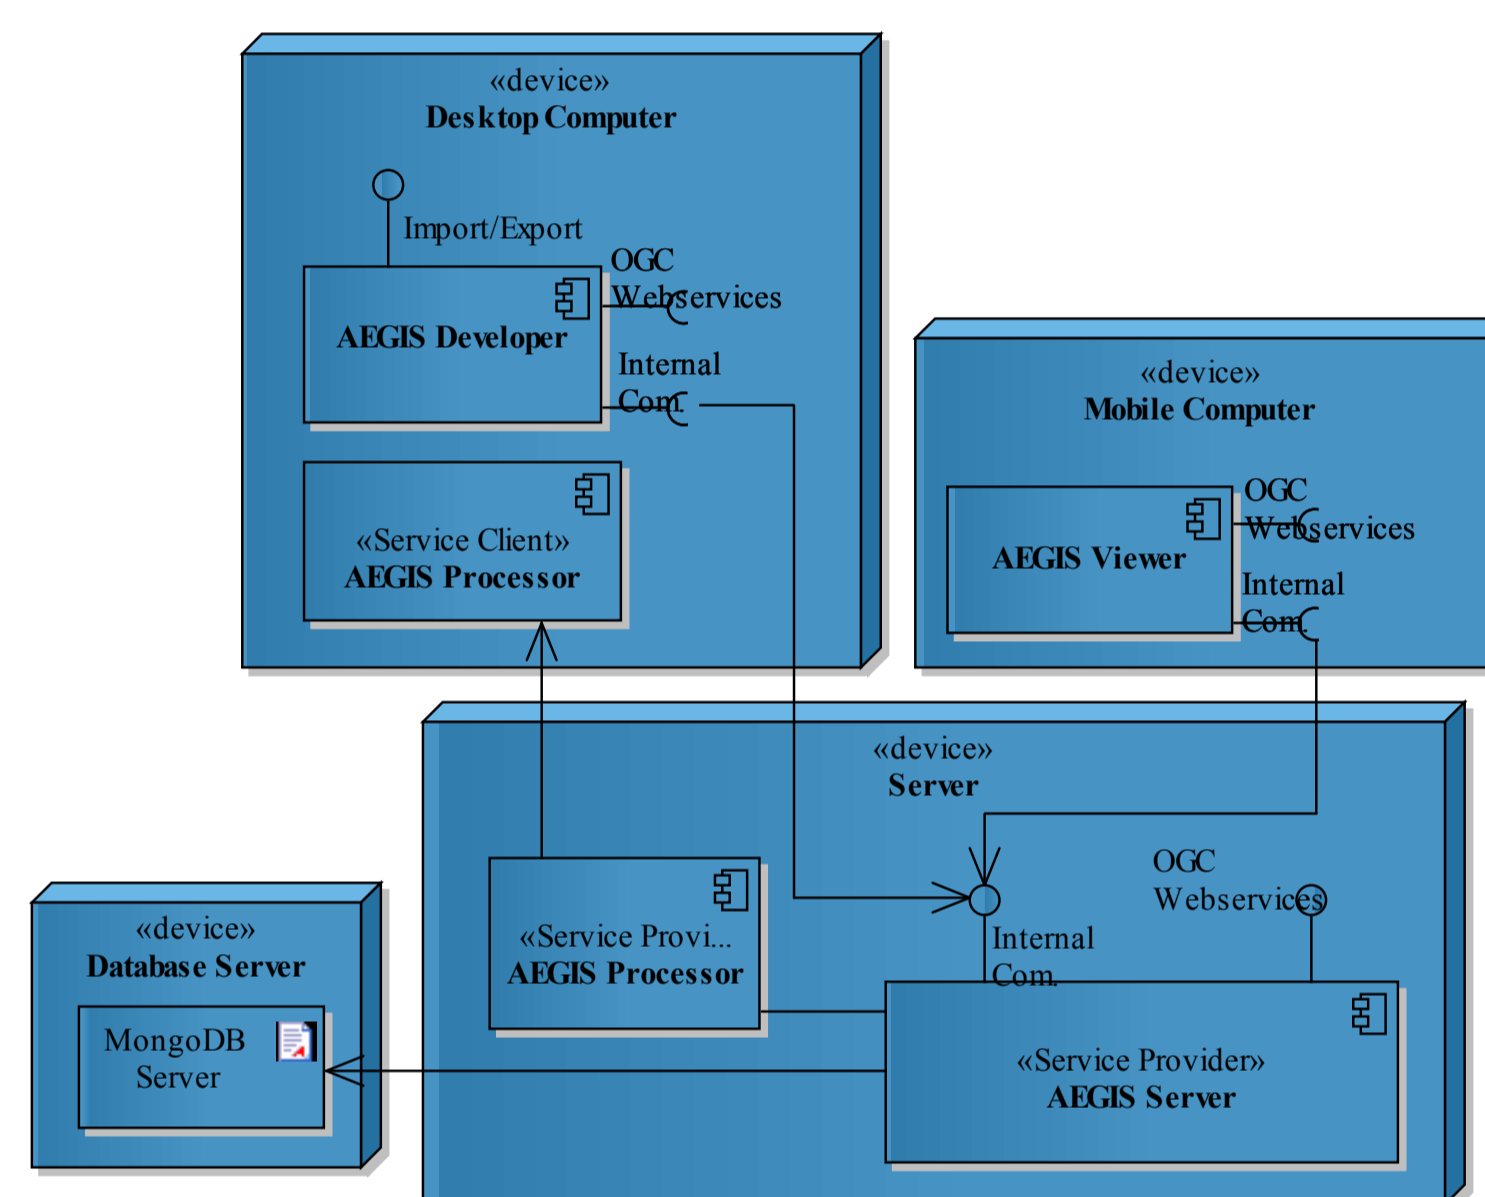 «device»
Desktop Computer
Import/Export
OGC
Webservices
AEGIS Developer
Internal
Com.
«Service Client»
AEGIS Processor
«device»
Mobile Computer
OGC
Webservices
AEGIS Viewer
Internal
Com.
«device»
Server
OGC
Webservices
«Service Provi...
AEGIS Processor
Internal
Com.
«Service Provider»
AEGIS Server
«device»
Database Server
MongoDB
Server